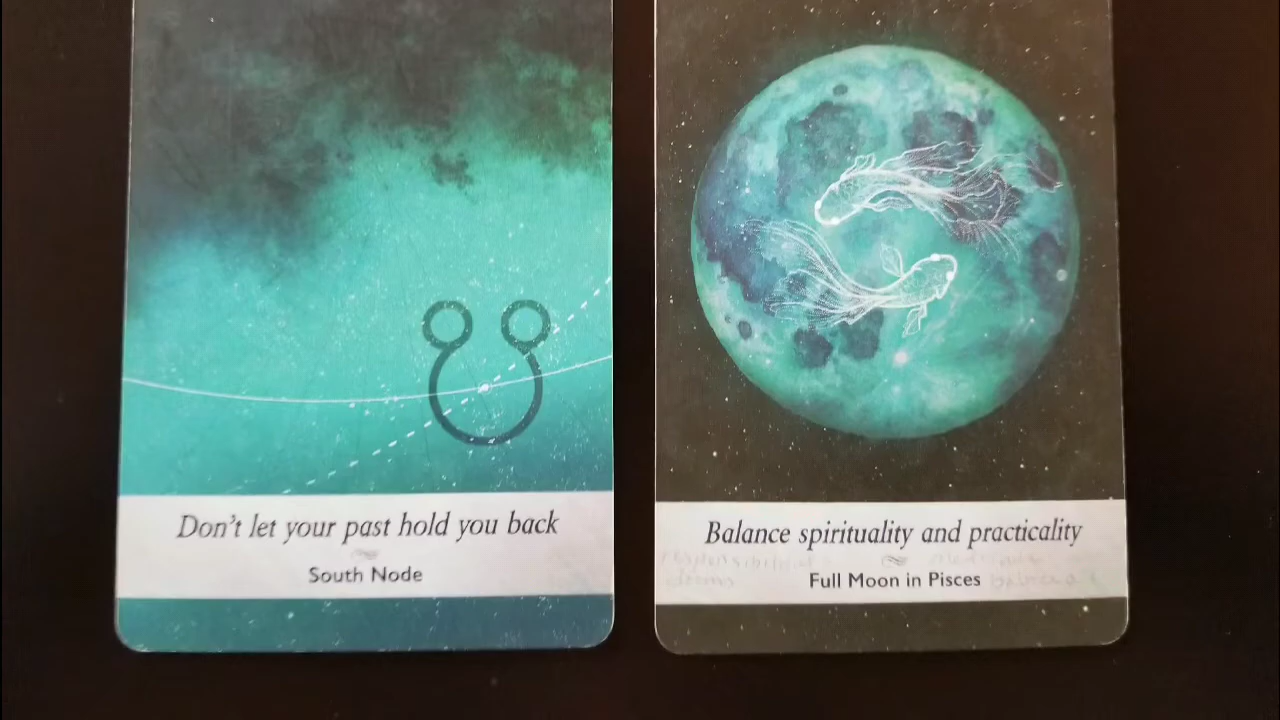 Don't let your past hold you back
South Node
Balance spirituality and practicality
Full Moon in Pisces